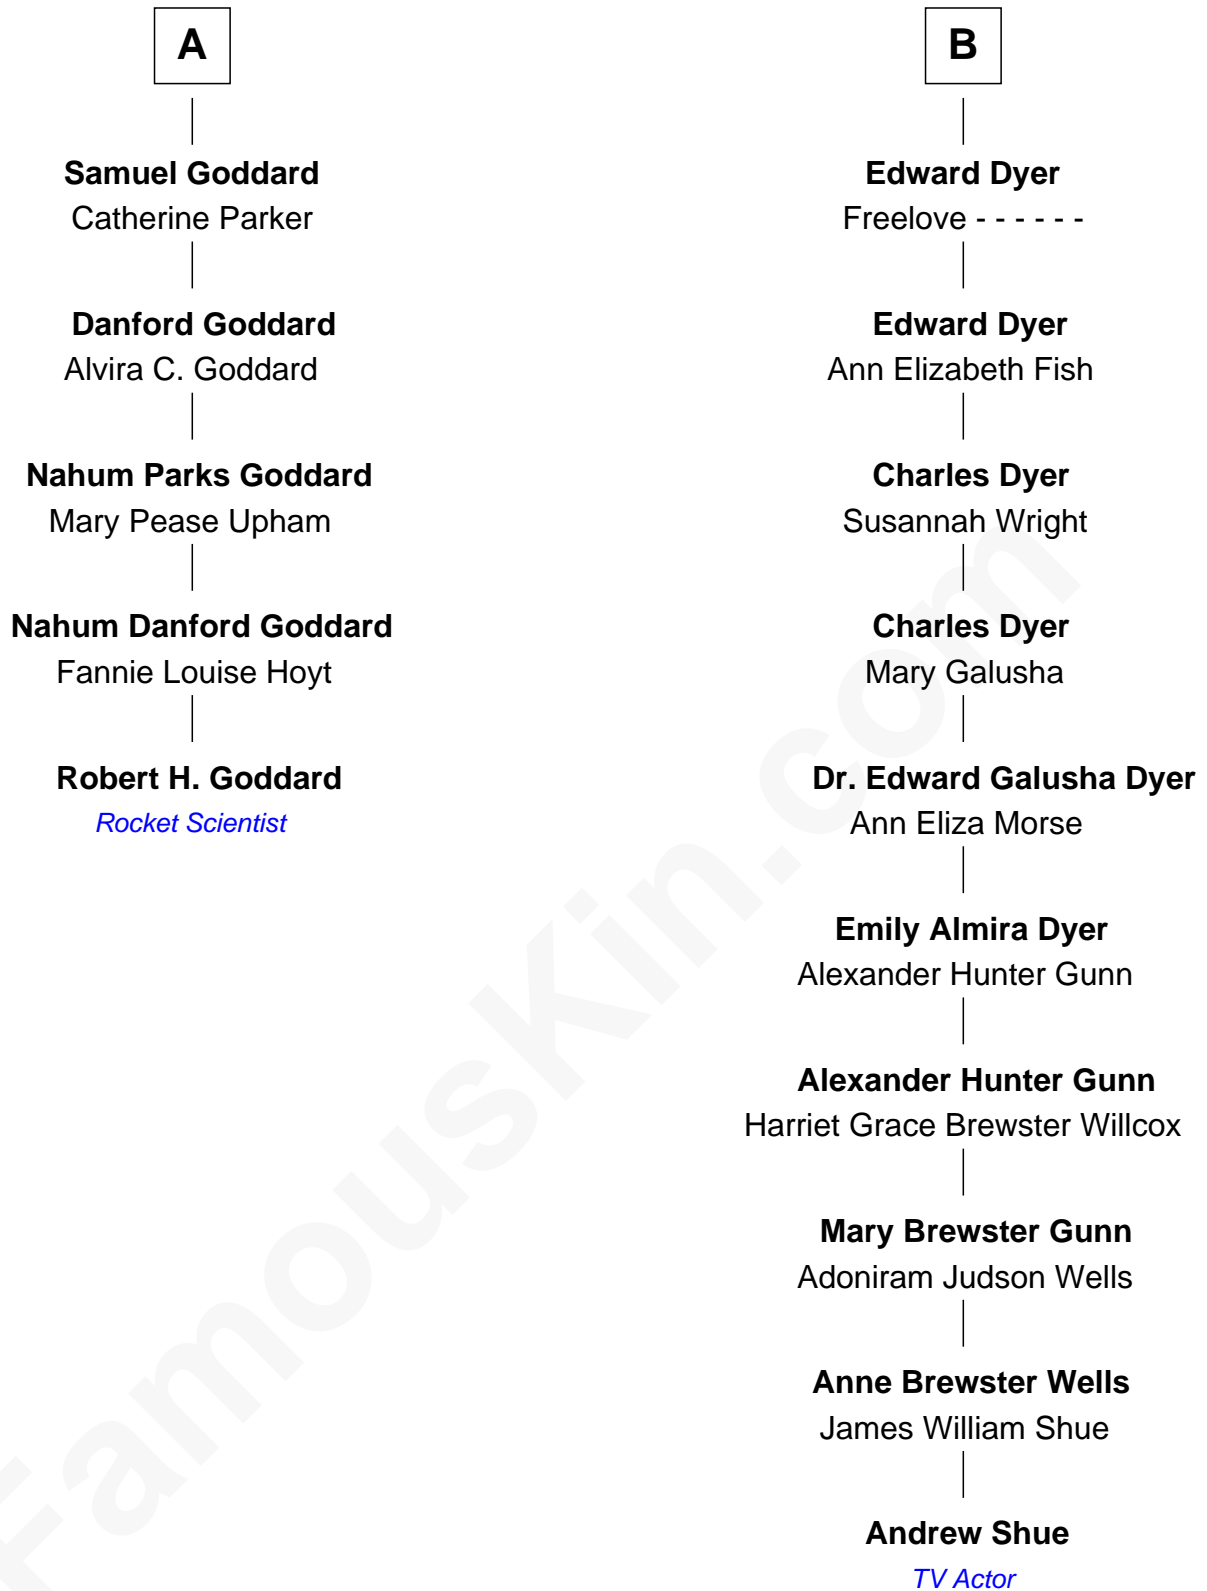 A
Samuel Goddard
Catherine Parker
Danford Goddard
Alvira C. Goddard
Nahum Parks Goddard
Mary Pease Upham
Nahum Danford Goddard
Fannie Louise Hoyt
Robert H. Goddard
Rocket Scientist
B
Edward Dyer
Freelove - - - - - -
Edward Dyer
Ann Elizabeth Fish
Charles Dyer
Susannah Wright
Charles Dyer
Mary Galusha
Dr. Edward Galusha Dyer
Ann Eliza Morse
Emily Almira Dyer
Alexander Hunter Gunn
Alexander Hunter Gunn
Harriet Grace Brewster Willcox
Mary Brewster Gunn
Adoniram Judson Wells
Anne Brewster Wells
James William Shue
Andrew Shue
TV Actor
FamousKin.com